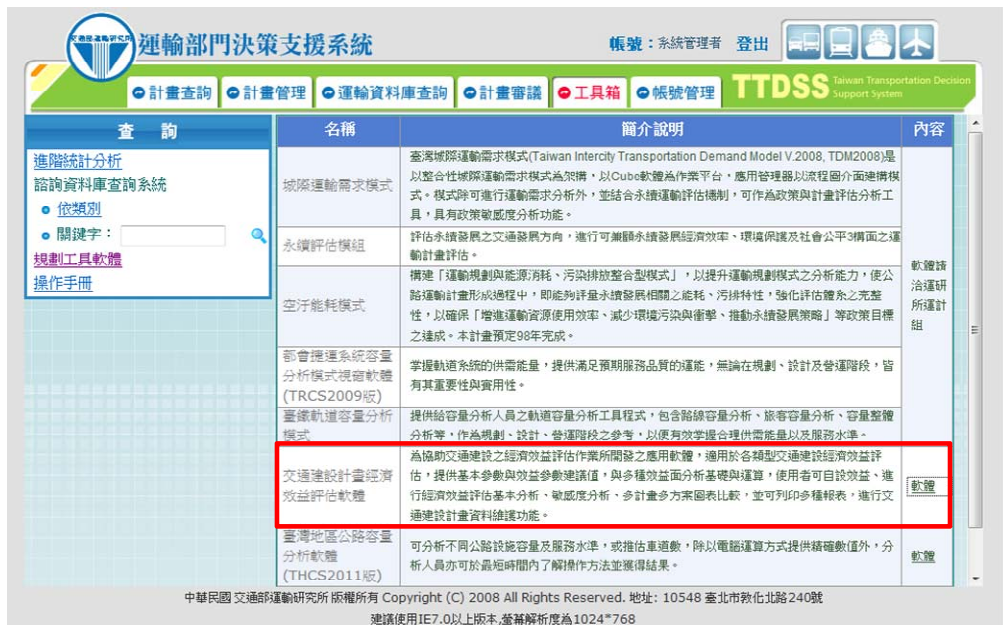 交通部運輸研究所
運輸部門決策支援系統
帳號：系統管理者 登出
計畫查詢 計畫管理 運輸資料庫查詢 計畫審議 工具箱 帳號管理
TTDSS Taiwan Transportation Decision
Support System
查 詢
進階統計分析
諮詢資料庫查詢系統
依類別
關鍵字：
規劃工具軟體
操作手冊
名稱 簡介說明 內容
城際運輸需求模式
臺灣城際運輸需求模式(Taiwan Intercity Transportation Demand Model V.2008, TDM2008)是
以整合性城際運輸需求模式為架構，以Cube軟體為作業平台，應用管理器以流程圖介面建構模
式。模式除可進行運輸需求分析外，並結合永續運輸評估機制，可作為政策與計畫評估分析工
具，具有政策敏感度分析功能。
永續評估模組
評估永續發展之交通發展方向，進行可兼顧永續發展經濟效率、環境保護及社會公平3構面之運
輸計畫評估。
空汙能耗模式
構建「運輸規劃與能源消耗、污染排放整合型模式」，以提升運輸規劃模式之分析能力，使公
路運輸計畫形成過程中，即能夠評量永續發展相關之能耗、污排特性，強化評估體系之完整
性，以確保「增進運輸資源使用效率、減少環境污染與衝擊、推動永續發展策略」等政策目標
之達成。本計畫預定98年完成。
都會捷運系統容量
分析模式視窗軟體
(TRCS2009版)
掌握軌道系統的供需能量，提供滿足預期服務品質的運能，無論在規劃、設計及營運階段，皆
有其重要性與實用性。
臺鐵軌道容量分析
模式
提供給容量分析人員之軌道容量分析工具程式，包含路線容量分析、旅客容量分析、容量整體
分析等，作為規劃、設計、營運階段之參考，以便有效掌握合理供需能量以及服務水準。
軟體請
洽運研
所運計
組
交通建設計畫經濟
效益評估軟體
為協助交通建設之經濟效益評估作業所開發之應用軟體，適用於各類型交通建設經濟效益評
估，提供基本參數與效益參數建議值，與多種效益面分析基礎與運算，使用者可自設效益、進
行經濟效益評估基本分析、敏感度分析、多計畫多方案圖表比較，並可列印多種報表，進行交
通建設計畫資料維護功能。
軟體
臺灣地區公路容量
分析軟體
(THCS2011版)
可分析不同公路設施容量及服務水準，或推估車道數，除以電腦運算方式提供精確數值外，分
析人員亦可於最短時間內了解操作方法並獲得結果。
軟體
中華民國 交通部運輸研究所 版權所有 Copyright (C) 2008 All Rights Reserved. 地址: 10548 臺北市敦化北路240號
建議使用IE7.0以上版本,螢幕解析度為1024*768